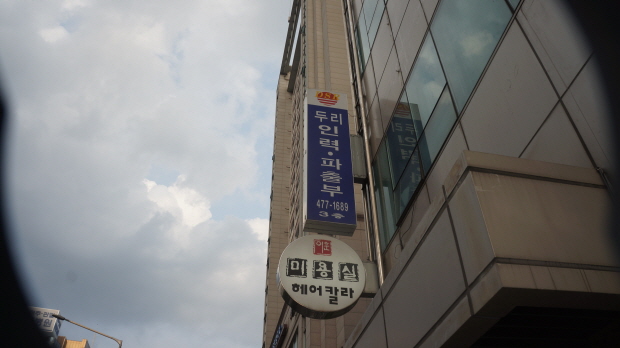 두리
인력·파출부
477-1689
3층
미용실
헤어칼라